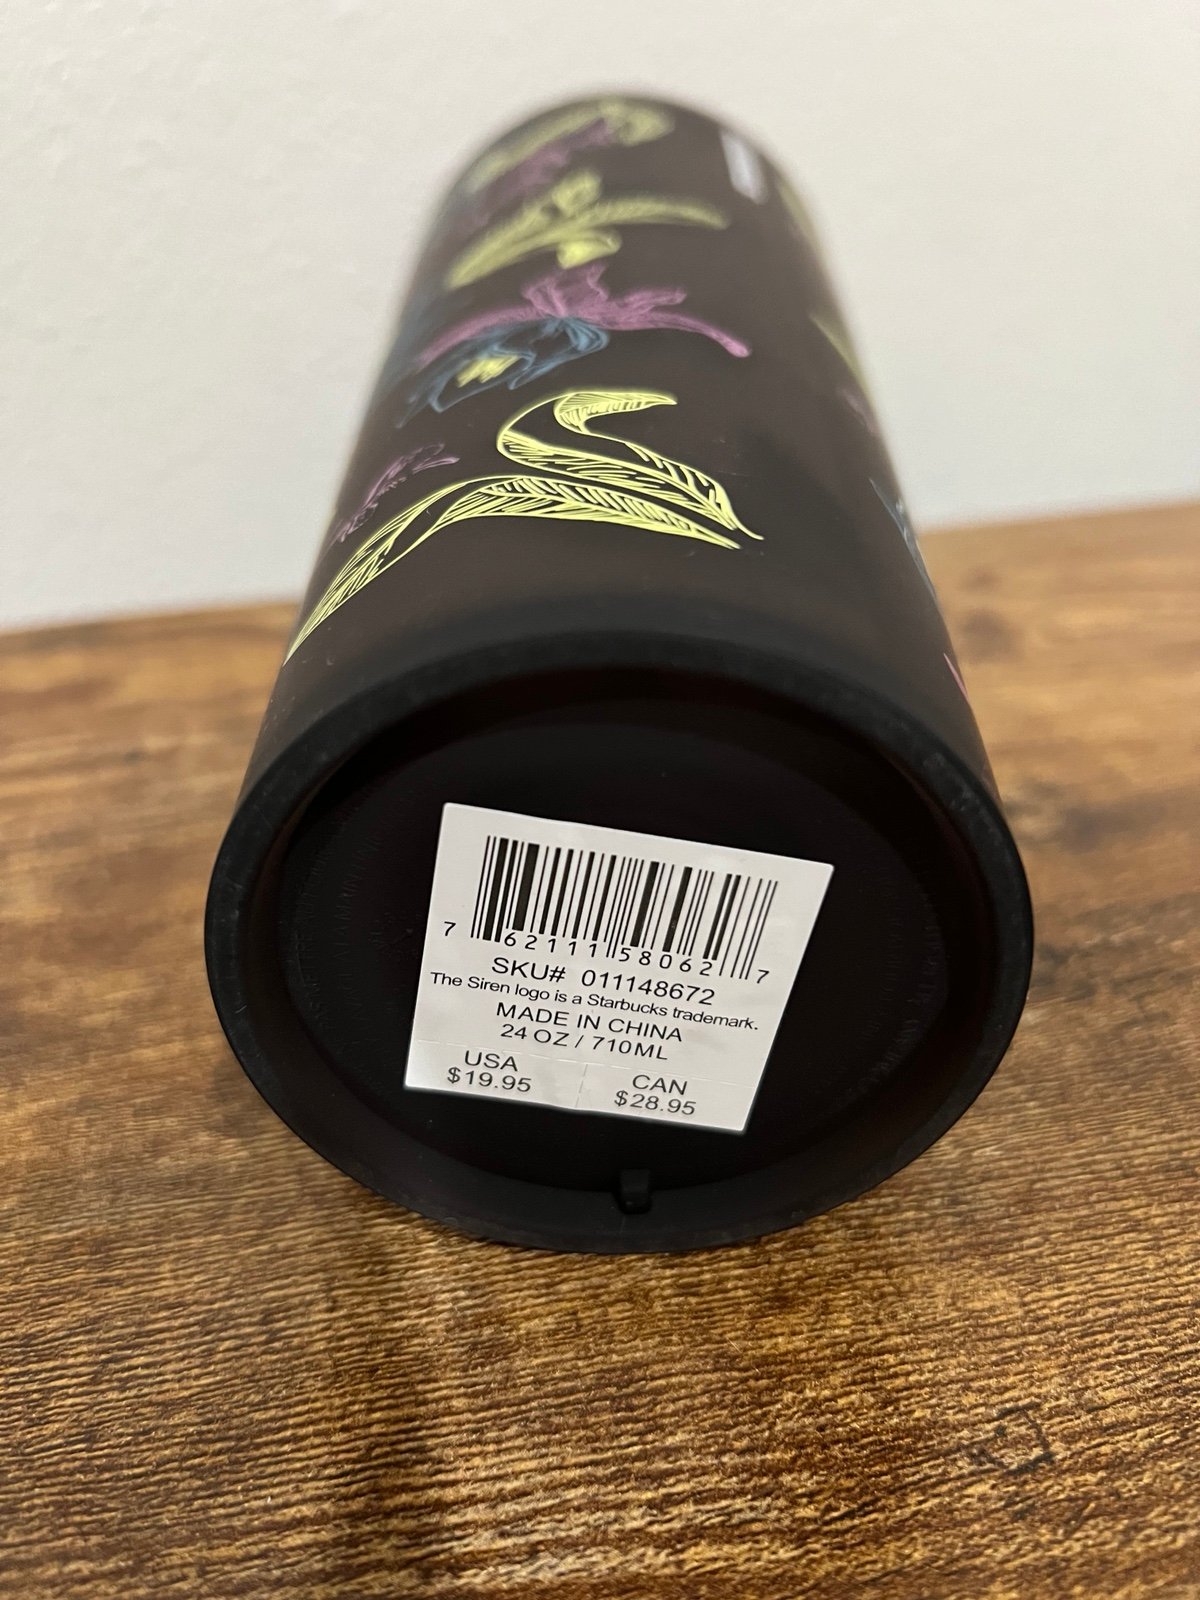 7 62111 58062 7
SKU# 011148672
The Siren logo is a Starbucks trademark.
MADE IN CHINA
24 OZ / 710ML
USA
$19.95
CAN
$28.95